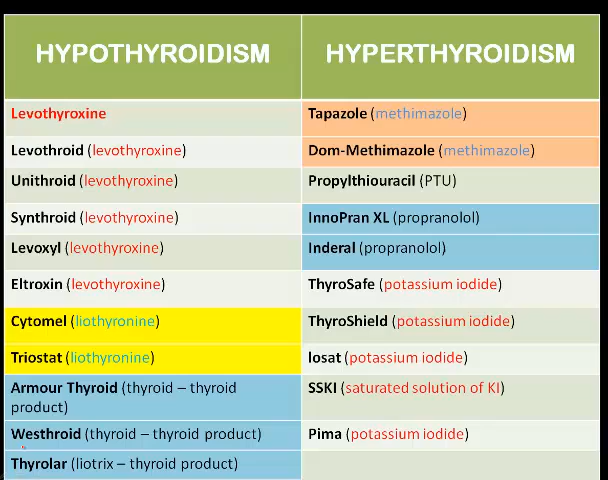 HYPOTHYROIDISM HYPERTHYROIDISM
Levothyroxine Tapazole (methimazole)
Levothroid (levothyroxine) Dom-Methimazole (methimazole)
Unithroid (levothyroxine) Propylthiouracil (PTU)
Synthroid (levothyroxine) InnoPran XL (propranolol)
Levoxyl (levothyroxine) Inderal (propranolol)
Eltroxin (levothyroxine) ThyroSafe (potassium iodide)
Cytomel (liothyronine) ThyroShield (potassium iodide)
Triostat (liothyronine) Iosat (potassium iodide)
Armour Thyroid (thyroid – thyroid SSKI (saturated solution of KI)
product)
Westhroid (thyroid – thyroid product) Pima (potassium iodide)
Thyrolar (liotrix – thyroid product)